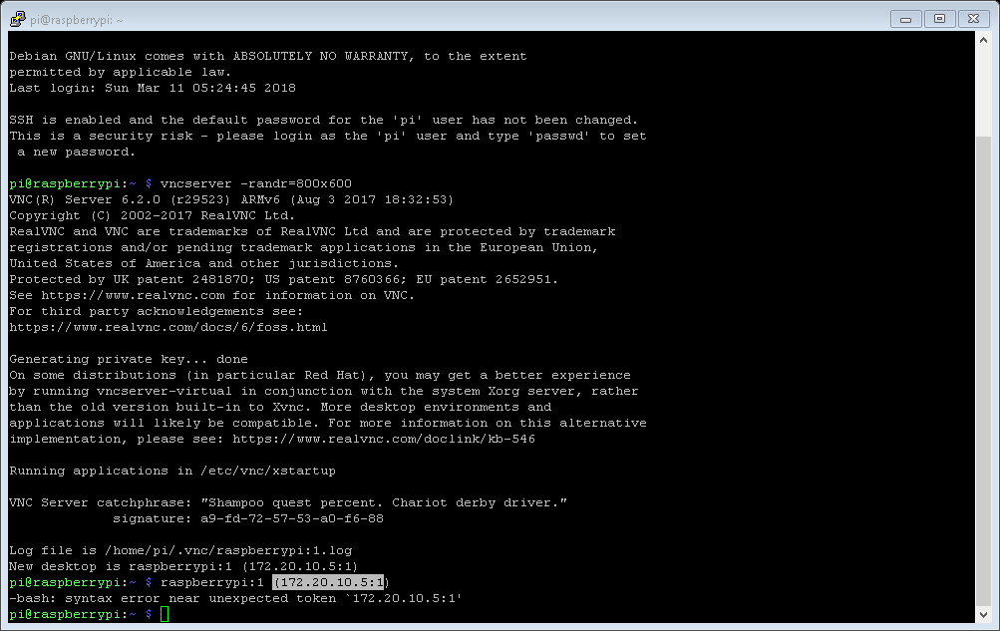 pi@raspberrypi: ~
Debian GNU/Linux comes with ABSOLUTELY NO WARRANTY, to the extent
permitted by applicable law.
Last login: Sun Mar 11 05:24:45 2018
SSH is enabled and the default password for the 'pi' user has not been changed.
This is a security risk - please login as the 'pi' user and type 'passwd' to set
 a new password.
pi@raspberrypi:~ $ vncserver -randr=800x600
VNC(R) Server 6.2.0 (r29523) ARMv6 (Aug 3 2017 18:32:53)
Copyright (C) 2002-2017 RealVNC Ltd.
RealVNC and VNC are trademarks of RealVNC Ltd and are protected by trademark
registrations and/or pending trademark applications in the European Union,
United States of America and other jurisdictions.
Protected by UK patent 2481870; US patent 8760366; EU patent 2652951.
See https://www.realvnc.com for information on VNC.
For third party acknowledgements see:
https://www.realvnc.com/docs/6/foss.html
Generating private key... done
On some distributions (in particular Red Hat), you may get a better experience
by running vncserver-virtual in conjunction with the system Xorg server, rather
than the old version built-in to Xvnc. More desktop environments and
applications will likely be compatible. For more information on this alternative
implementation, please see: https://www.realvnc.com/doclink/kb-546
Running applications in /etc/vnc/xstartup
VNC Server catchphrase: "Shampoo quest percent. Chariot derby driver."
             signature: a9-fd-72-57-53-a0-f6-88
Log file is /home/pi/.vnc/raspberrypi:1.log
New desktop is raspberrypi:1 (172.20.10.5:1)
pi@raspberrypi:~ $ raspberrypi:1 (172.20.10.5:1)
-bash: syntax error near unexpected token `172.20.10.5:1'
pi@raspberrypi:~ $